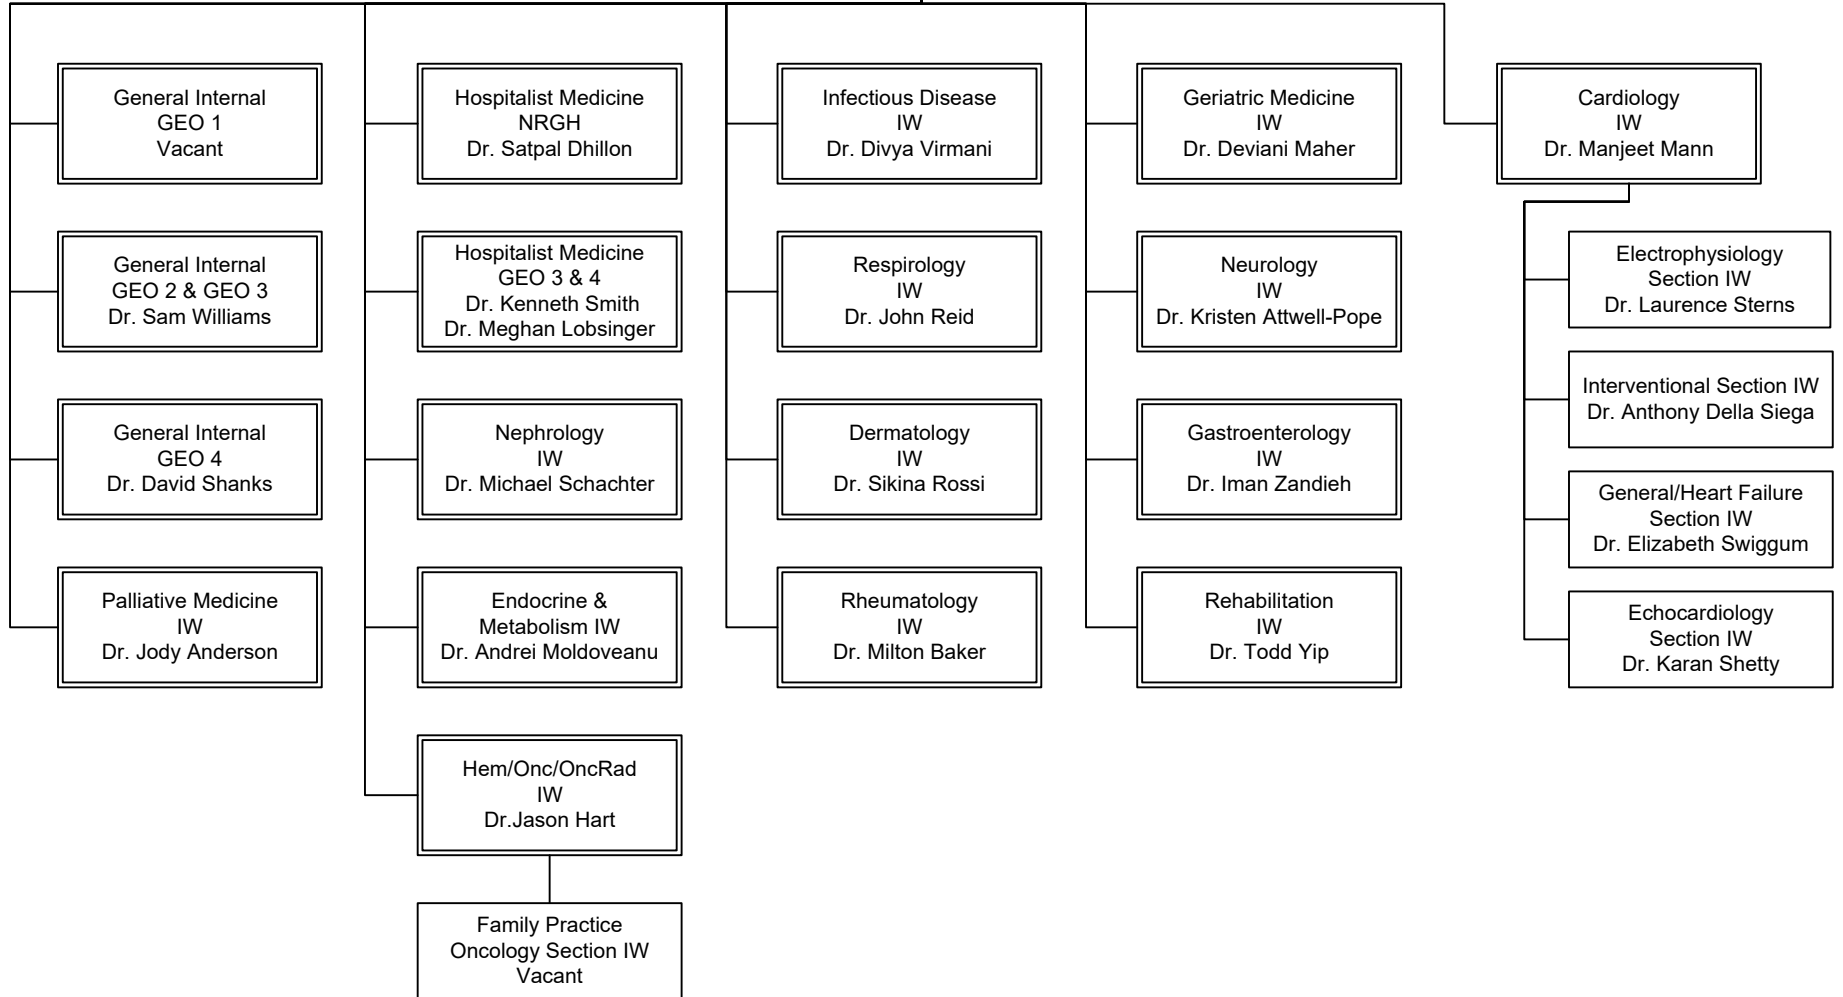 General Internal
GEO 1
Vacant
General Internal
GEO 2 & GEO 3
Dr. Sam Williams
General Internal
GEO 4
Dr. David Shanks
Palliative Medicine
IW
Dr. Jody Anderson
Hospitalist Medicine
NRGH
Dr. Satpal Dhillon
Hospitalist Medicine
GEO 3 & 4
Dr. Kenneth Smith
Dr. Meghan Lobsinger
Nephrology
IW
Dr. Michael Schachter
Endocrine &
Metabolism IW
Dr. Andrei Moldoveanu
Hem/Onc/OncRad
IW
Dr.Jason Hart
Family Practice
Oncology Section IW
Vacant
Infectious Disease
IW
Dr. Divya Virmani
Respirology
IW
Dr. John Reid
Dermatology
IW
Dr. Sikina Rossi
Rheumatology
IW
Dr. Milton Baker
Geriatric Medicine
IW
Dr. Deviani Maher
Neurology
IW
Dr. Kristen Attwell-Pope
Gastroenterology
IW
Dr. Iman Zandieh
Rehabilitation
IW
Dr. Todd Yip
Cardiology
IW
Dr. Manjeet Mann
Electrophysiology
Section IW
Dr. Laurence Sterns
Interventional Section IW
Dr. Anthony Della Siega
General/Heart Failure
Section IW
Dr. Elizabeth Swiggum
Echocardiology
Section IW
Dr. Karan Shetty